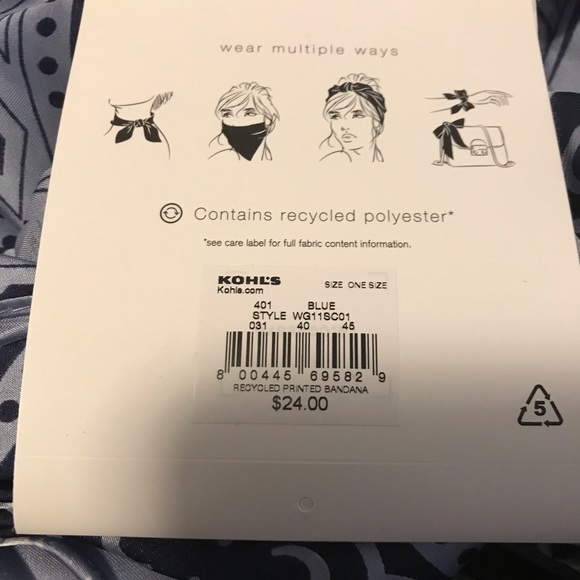 wear multiple ways
Contains recycled polyester*
*see care label for full fabric content information.
KOHL'S SIZE ONE SIZE
Kohls.com
401 BLUE
STYLE WG11SC01
031 40 45
8 00445 69582 9
RECYCLED PRINTED BANDANA
$24.00
5